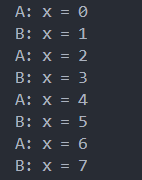 A: x = 0
B: x = 1
A: x = 2
B: x = 3
A: x = 4
B: x = 5
A: x = 6
B: x = 7